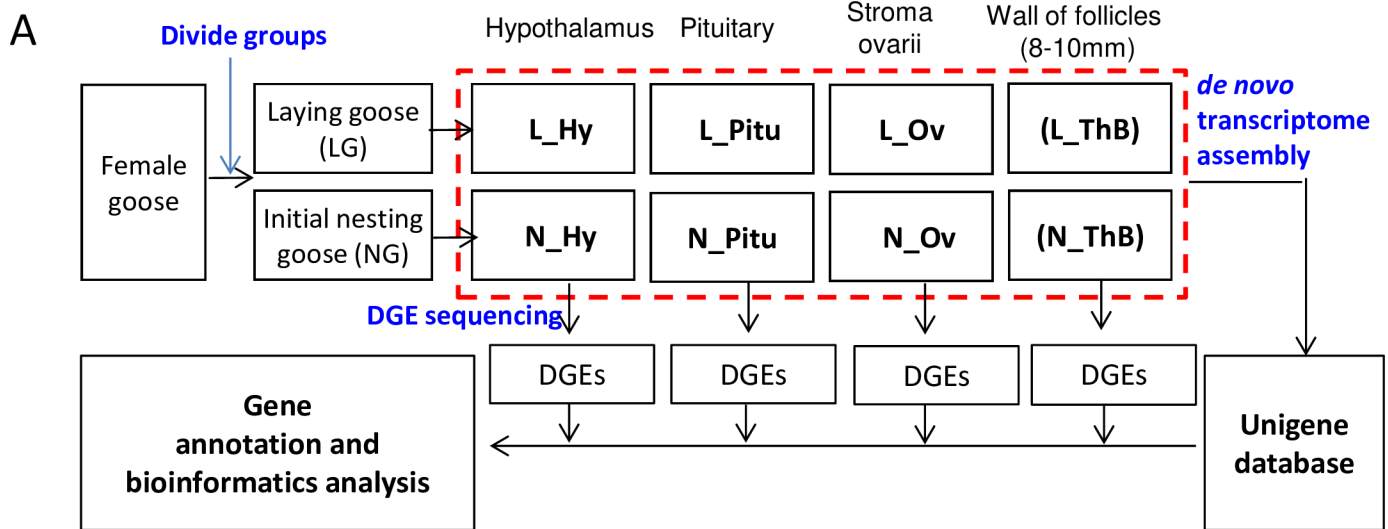 A
Divide groups
Hypothalamus
Pituitary
Stroma
ovarii
Wall of follicles
(8-10mm)
Female
goose
Laying goose
(LG)
Initial nesting
goose (NG)
L_Hy
L_Pitu
L_Ov
(L_ThB)
N_Hy
N_Pitu
N_Ov
(N_ThB)
de novo
transcriptome
assembly
DGE sequencing
DGEs
DGEs
DGEs
DGEs
Gene
annotation and
bioinformatics analysis
Unigene
database